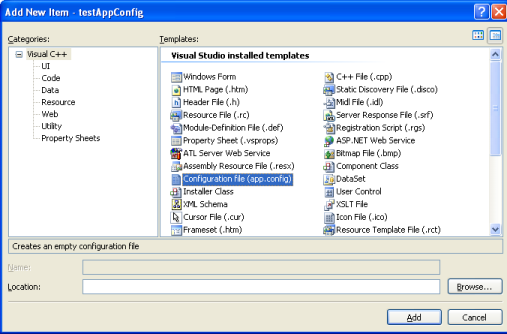 Add New Item - testAppConfig
Categories:
Templates:
Visual C++
UI
Code
Data
Resource
Web
Utility
Property Sheets
Visual Studio installed templates
Windows Form
HTML Page (.htm)
Header File (.h)
Resource File (.rc)
Module-Definition File (.def)
Property Sheet (.vsprops)
ATL Server Web Service
Assembly Resource File (.resx)
Configuration file (app.config)
Installer Class
XML Schema
Cursor File (.cur)
Frameset (.htm)
C++ File (.cpp)
Static Discovery File (.disco)
Midl File (.idl)
Server Response File (.srf)
Registration Script (.rgs)
ASP.NET Web Service
Bitmap File (.bmp)
Component Class
DataSet
User Control
XSLT File
Icon File (.ico)
Resource Template File (.rct)
Creates an empty configuration file
Name:
Location:
Browse...
Add
Cancel